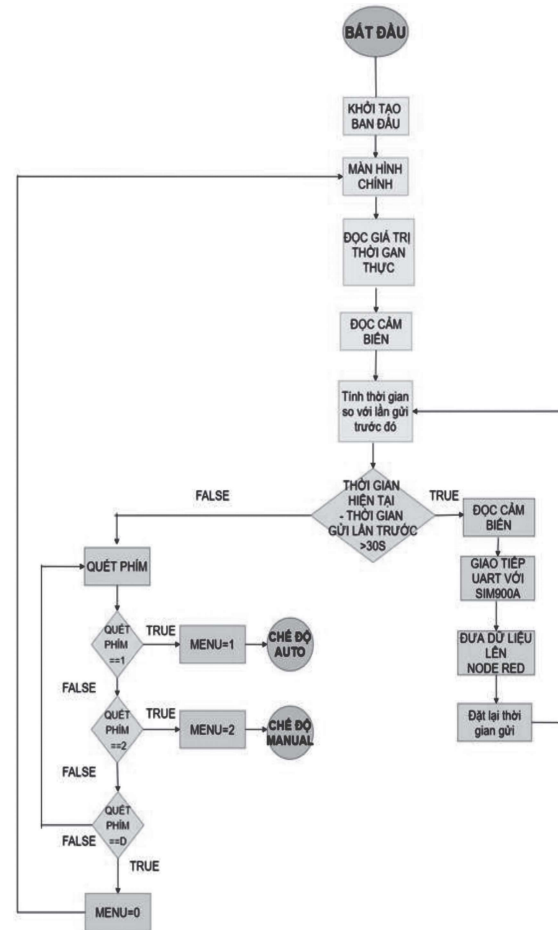 BẮT ĐẦU
KHỞI TẠO
BAN ĐẦU
MÀN HÌNH
CHÍNH
ĐỌC GIÁ TRỊ
THỜI GAN
THỰC
ĐỌC CẢM
BIẾN
Tính thời gian
so với lần gửi
trước đó
THỜI GIAN
HIỆN TẠI
- THỜI GIAN
GỬI LẦN TRƯỚC
>30S
FALSE
TRUE
ĐỌC CẢM
BIẾN
GIAO TIẾP
UART VỚI
SIM900A
ĐƯA DỮ LIỆU
LÊN
NODE RED
Đặt lại thời
gian gửi
QUÉT PHÍM
QUÉT
PHÍM
==1
TRUE
MENU=1
CHẾ ĐỘ
AUTO
FALSE
QUÉT
PHÍM
==2
TRUE
MENU=2
CHẾ ĐỘ
MANUAL
FALSE
QUÉT
PHÍM
==D
FALSE
TRUE
MENU=0